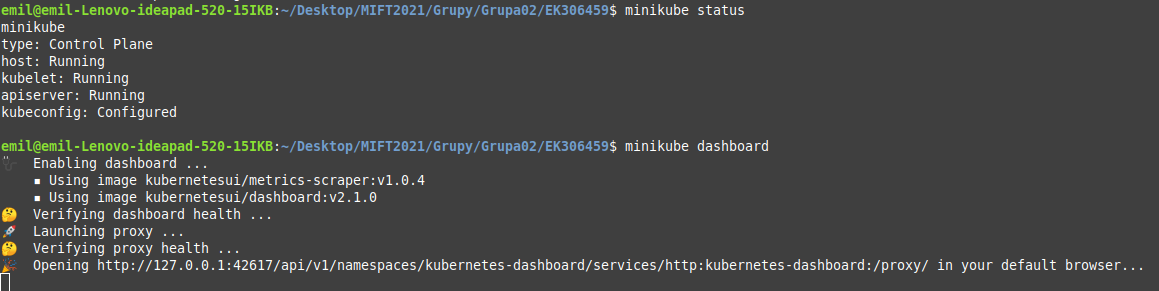 emil@emil-Lenovo-ideapad-520-15IKB:~/Desktop/MIFT2021/Grupy/Grupa02/EK306459$ minikube status
minikube
type: Control Plane
host: Running
kubelet: Running
apiserver: Running
kubeconfig: Configured
emil@emil-Lenovo-ideapad-520-15IKB:~/Desktop/MIFT2021/Grupy/Grupa02/EK306459$ minikube dashboard
🔌  Enabling dashboard ...
    ▪ Using image kubernetesui/metrics-scraper:v1.0.4
    ▪ Using image kubernetesui/dashboard:v2.1.0
🤔  Verifying dashboard health ...
🚀  Launching proxy ...
🤔  Verifying proxy health ...
🎉  Opening http://127.0.0.1:42617/api/v1/namespaces/kubernetes-dashboard/services/http:kubernetes-dashboard:/proxy/ in your default browser...